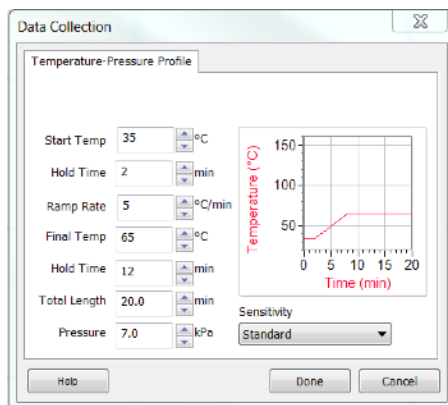 Data Collection
Temperature-Pressure Profile
Start Temp 35 °C
Hold Time 2 min
Ramp Rate 5 °C/min
Final Temp 65 °C
Hold Time 12 min
Total Length 20.0 min
Pressure 7.0 kPa
Temperature (°C)
150
100
50
0 5 10 15 20
Time (min)
Sensitivity
Standard
Help Done Cancel